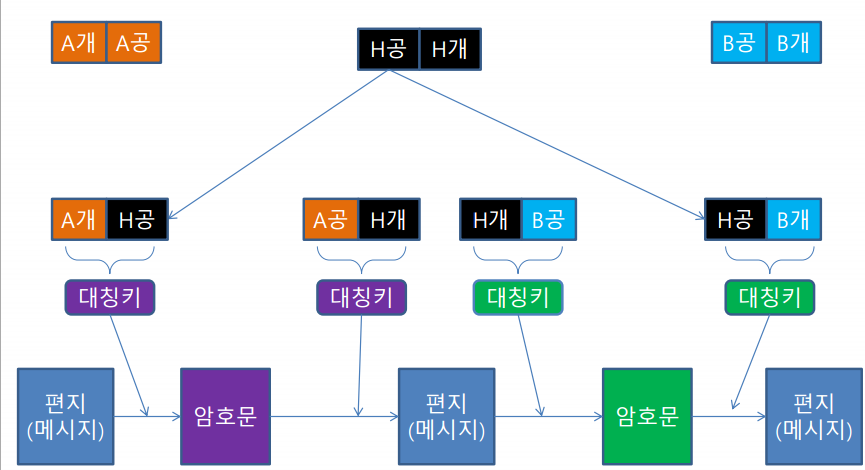 A개 A공
H공 H개
B공 B개
A개 H공
A공 H개
H개 B공
H공 B개
대칭키
대칭키
대칭키
대칭키
편지
(메시지)
암호문
편지
(메시지)
암호문
편지
(메시지)